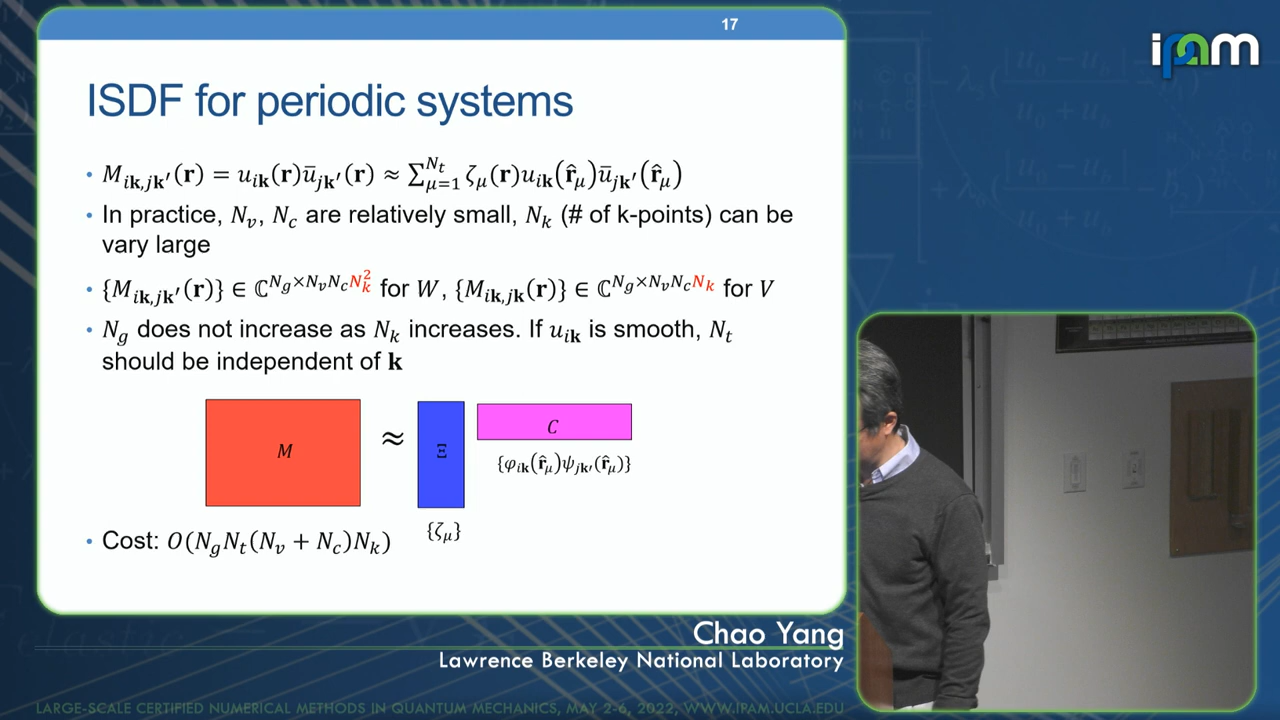 17
ipam
ISDF for periodic systems
• M_{i𝐤,j𝐤′}(𝐫) = u_{i𝐤}(𝐫)ū_{j𝐤′}(𝐫) ≈ ∑_{μ=1}^{N_t} ζ_μ(𝐫)u_{i𝐤}(𝐫̂_μ)ū_{j𝐤′}(𝐫̂_μ)
• In practice, N_v, N_c are relatively small, N_k (# of k-points) can be
vary large
• {M_{i𝐤,j𝐤′}(𝐫)} ∈ ℂ^{N_g×N_vN_cN_k^2} for W, {M_{i𝐤,j𝐤}(𝐫)} ∈ ℂ^{N_g×N_vN_cN_k} for V
• N_g does not increase as N_k increases. If u_{i𝐤} is smooth, N_t
should be independent of 𝐤
M ≈ Ξ C
{φ_{i𝐤}(𝐫̂_μ)ψ_{j𝐤′}(𝐫̂_μ)}
{ζ_μ}
• Cost: O(N_gN_t(N_v + N_c)N_k)
Chao Yang
Lawrence Berkeley National Laboratory
LARGE-SCALE CERTIFIED NUMERICAL METHODS IN QUANTUM MECHANICS, MAY 2-6, 2022, WWW.IPAM.UCLA.EDU